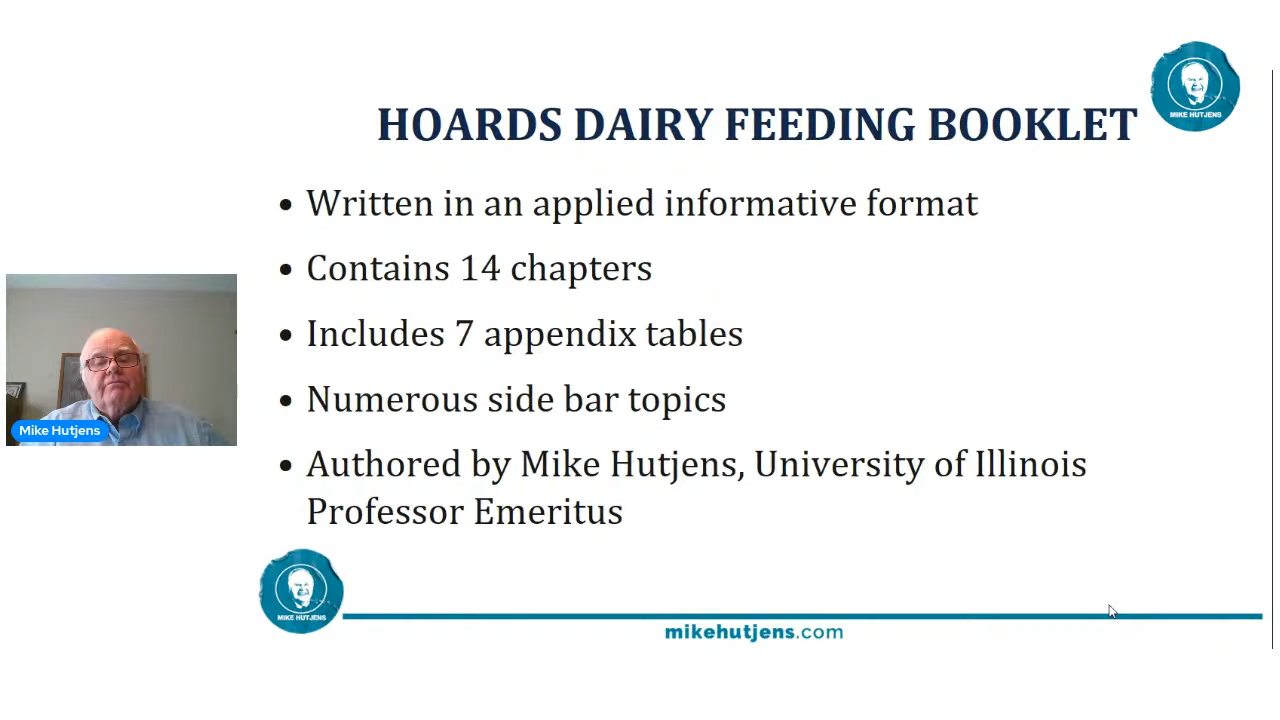 MIKE HUTJENS
HOARDS DAIRY FEEDING BOOKLET
• Written in an applied informative format
• Contains 14 chapters
• Includes 7 appendix tables
• Numerous side bar topics
• Authored by Mike Hutjens, University of Illinois
Professor Emeritus
Mike Hutjens
MIKE HUTJENS
mikehutjens.com